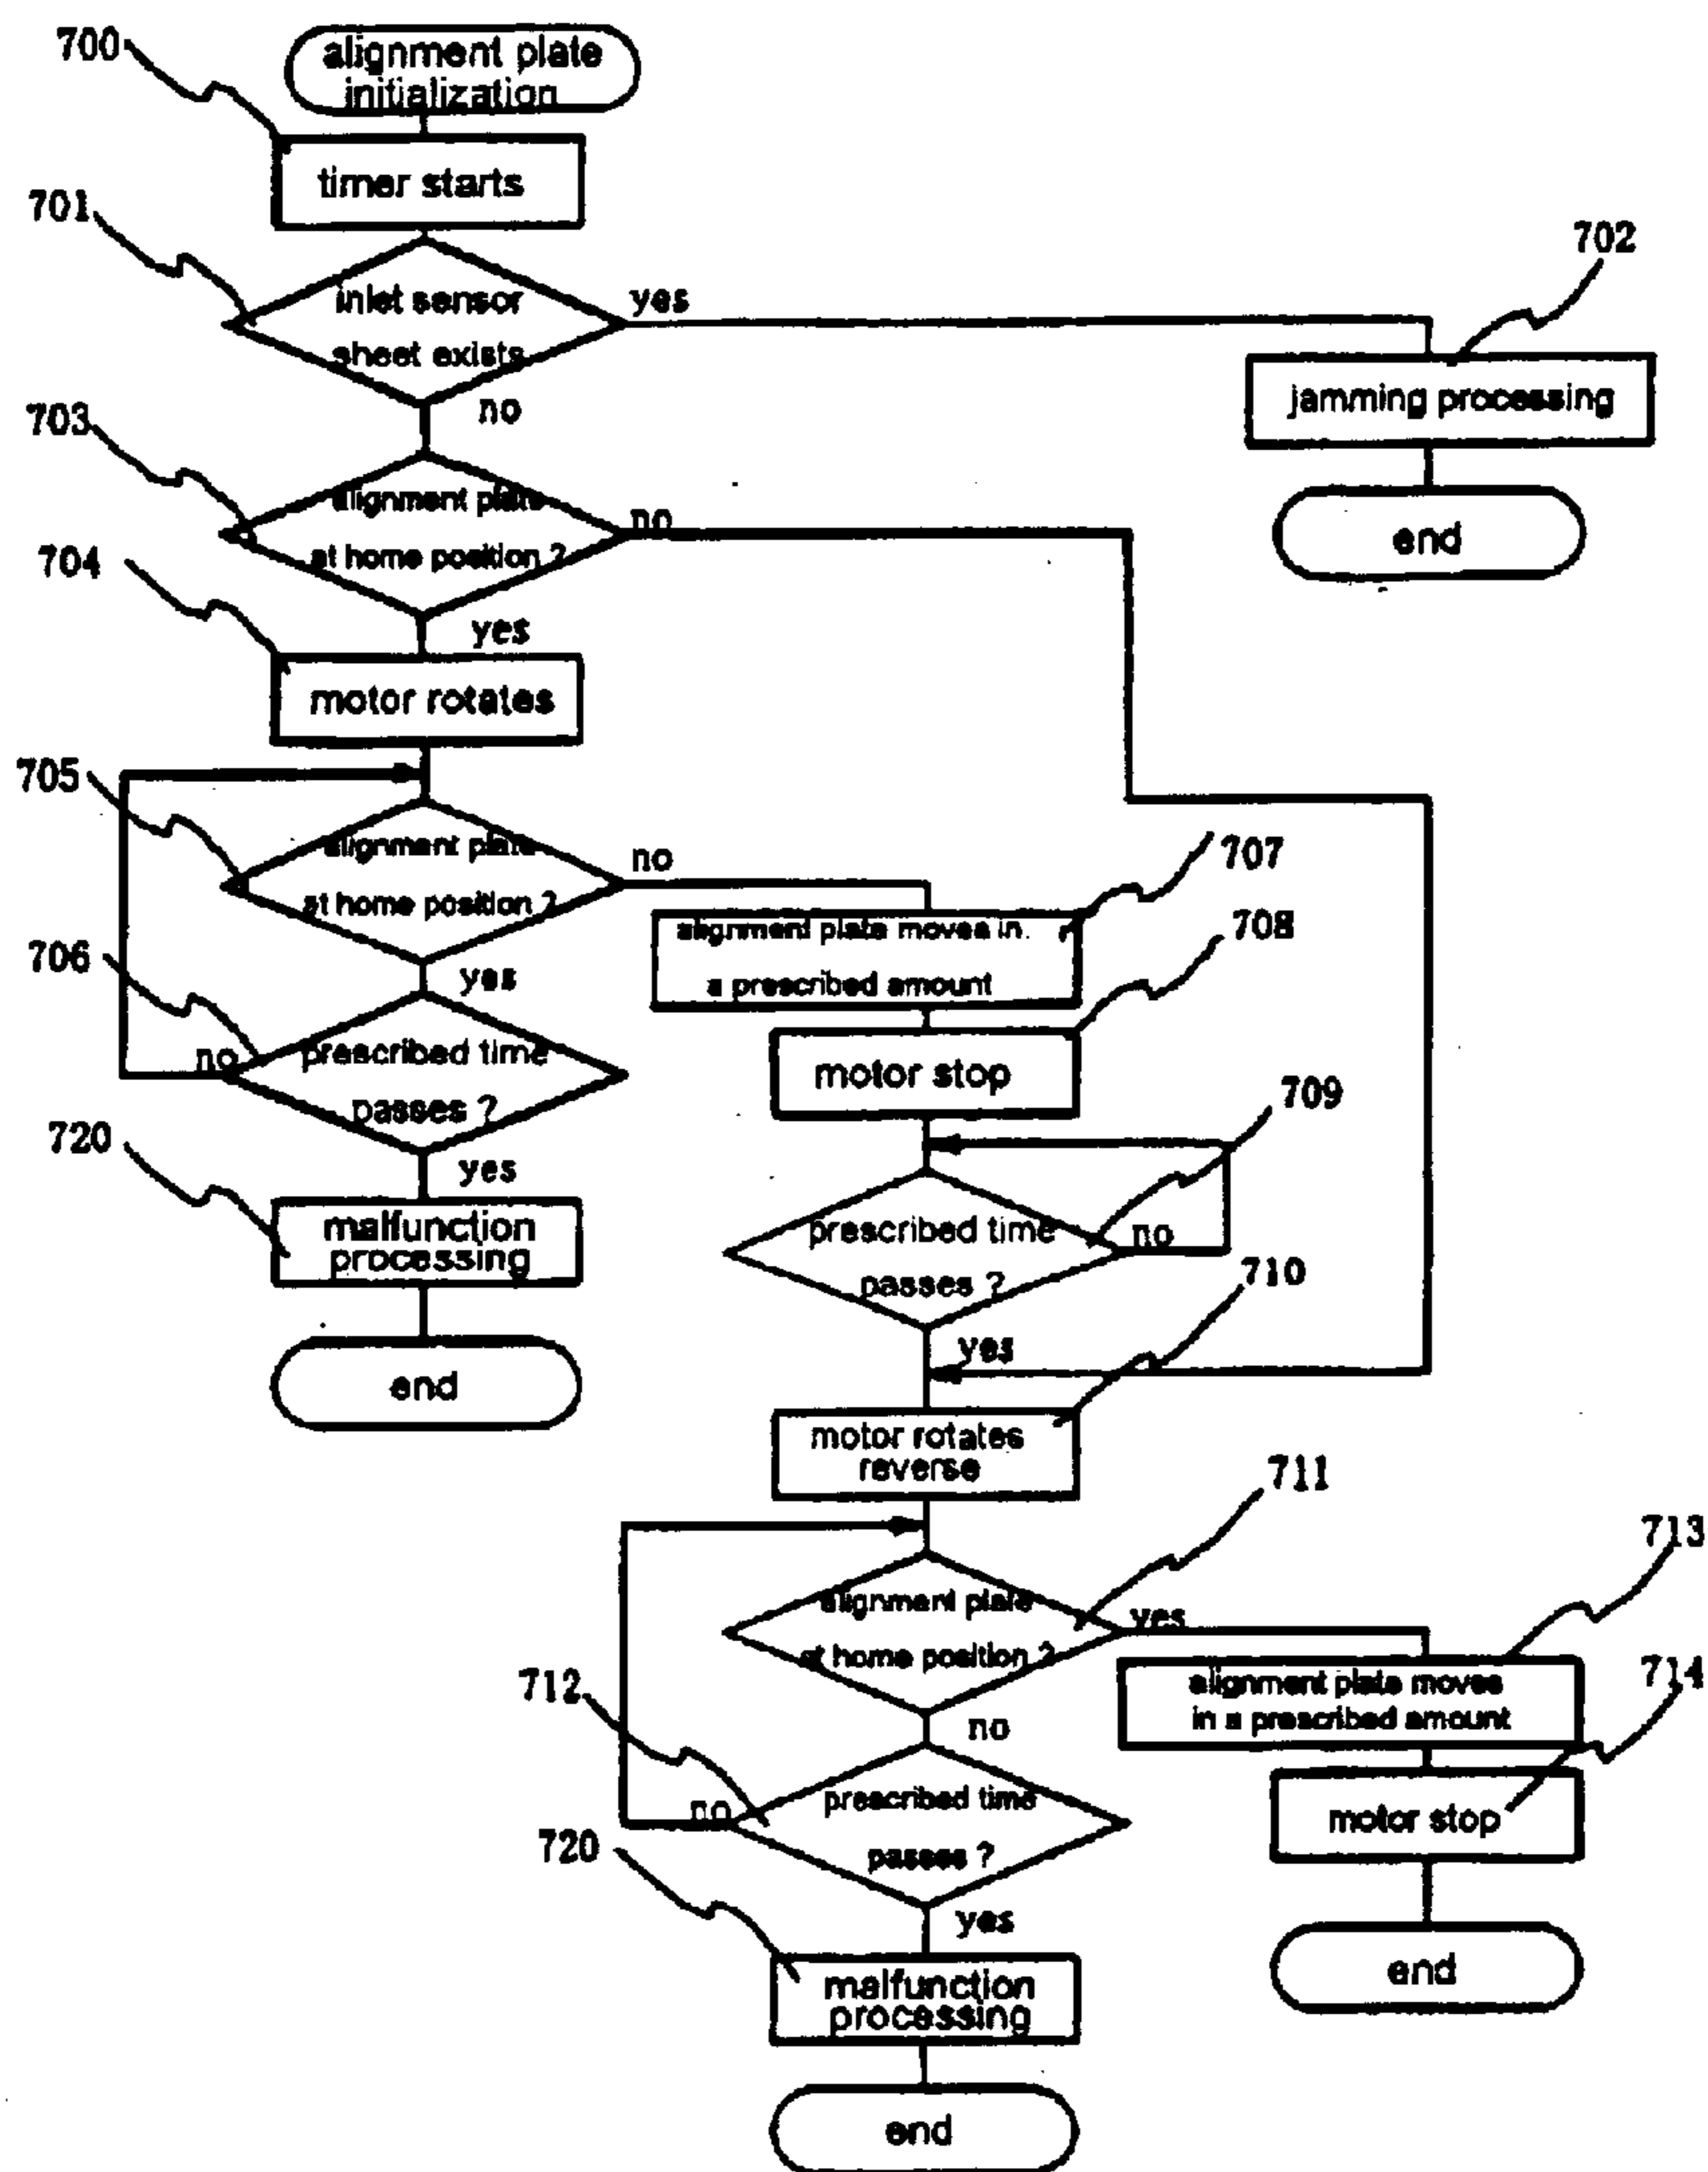 700
alignment plate
initialization
timer starts
701
inlet sensor
sheet exists
yes
702
jamming processing
no
end
703
alignment plate
at home position ?
no
704
yes
motor rotates
705
alignment plate
at home position ?
no
707
alignment plate moves in
a prescribed amount
708
706
yes
prescribed time
passes ?
no
motor stop
709
720
yes
malfunction
processing
prescribed time
passes ?
no
710
end
yes
motor rotates
reverse
711
713
alignment plate
at home position ?
yes
alignment plate moves
in a prescribed amount
714
712
no
prescribed time
passes ?
no
motor stop
720
yes
malfunction
processing
end
end